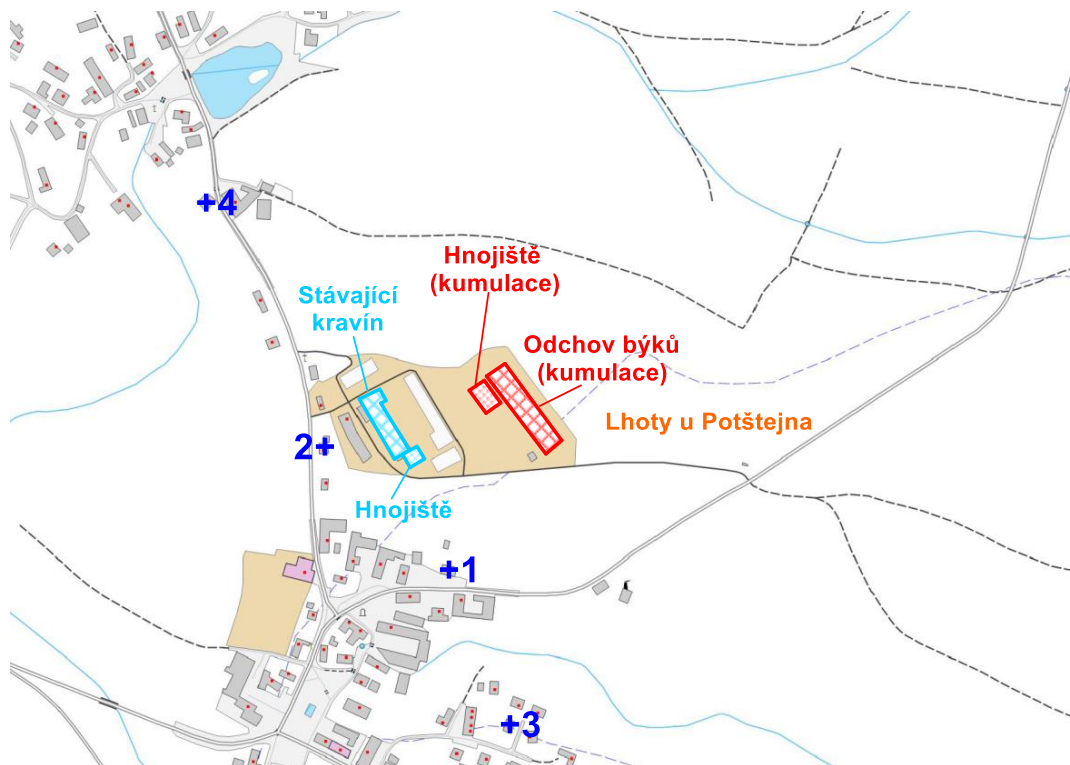 +4
Hnojiště
(kumulace)
Stávající
kravín
Odchov býků
(kumulace)
Lhoty u Potštejna
2+
Hnojiště
+1
+3